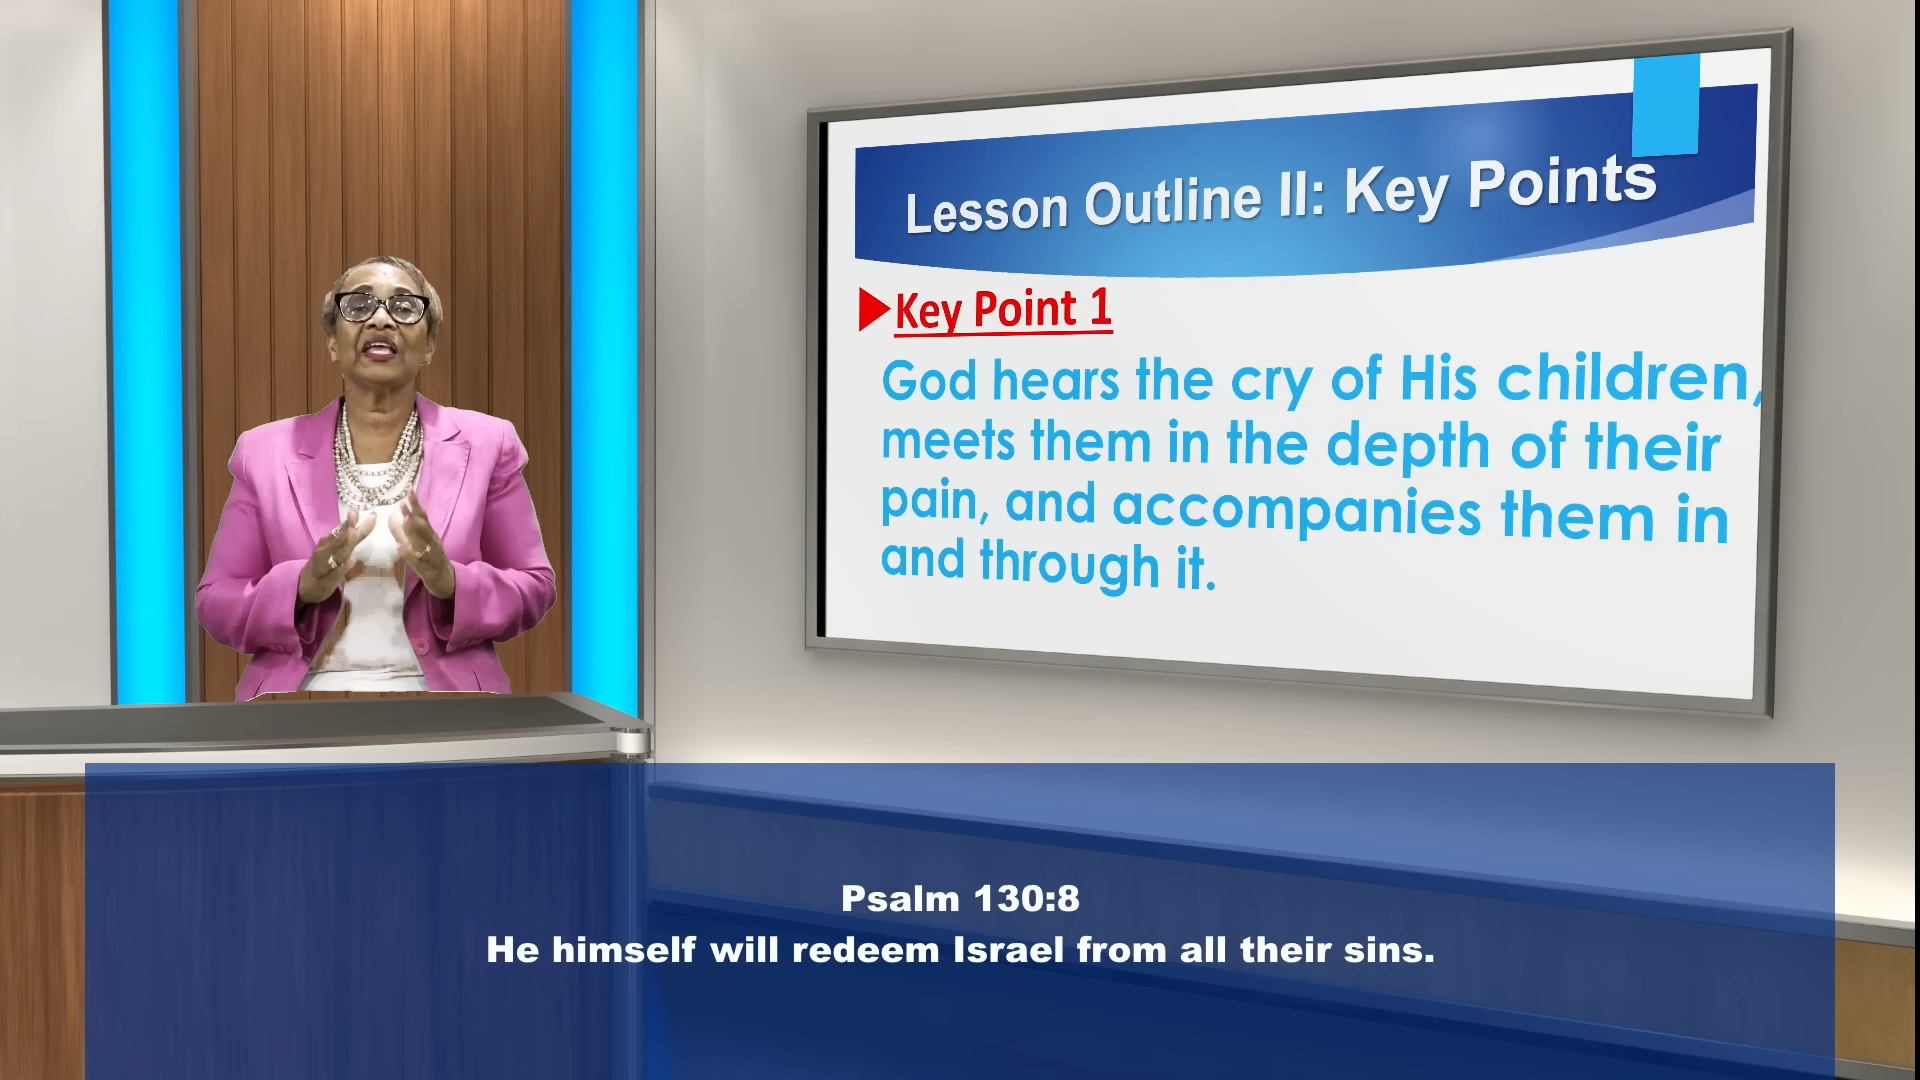 Lesson Outline II: Key Points
Key Point 1
God hears the cry of His children,
meets them in the depth of their
pain, and accompanies them in
and through it.
Psalm 130:8
He himself will redeem Israel from all their sins.